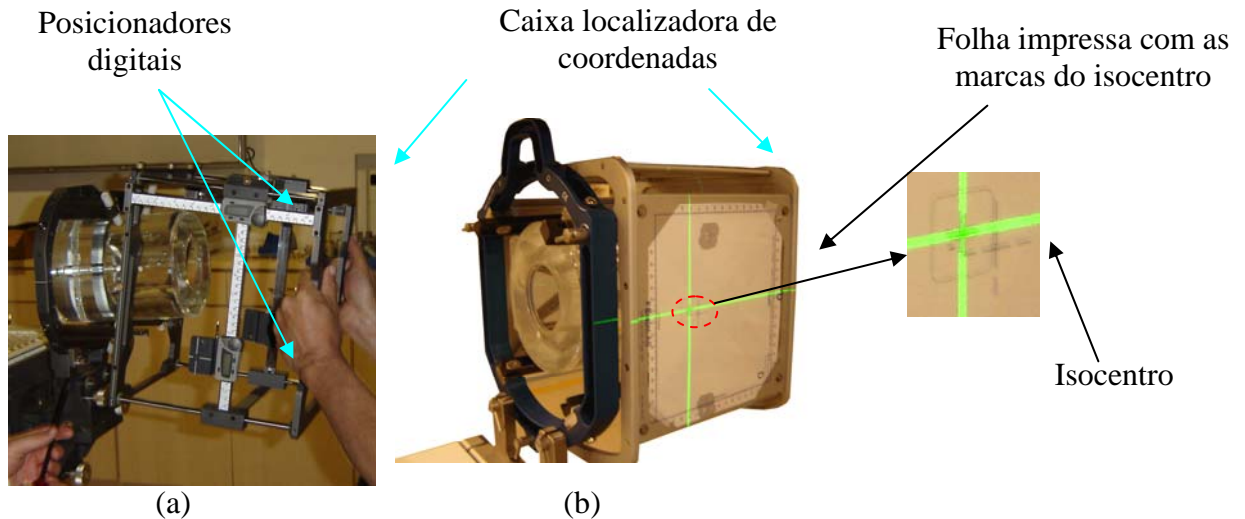 Posicionadores
digitais
Caixa localizadora de
coordenadas
Folha impressa com as
marcas do isocentro
Isocentro
(a)
(b)